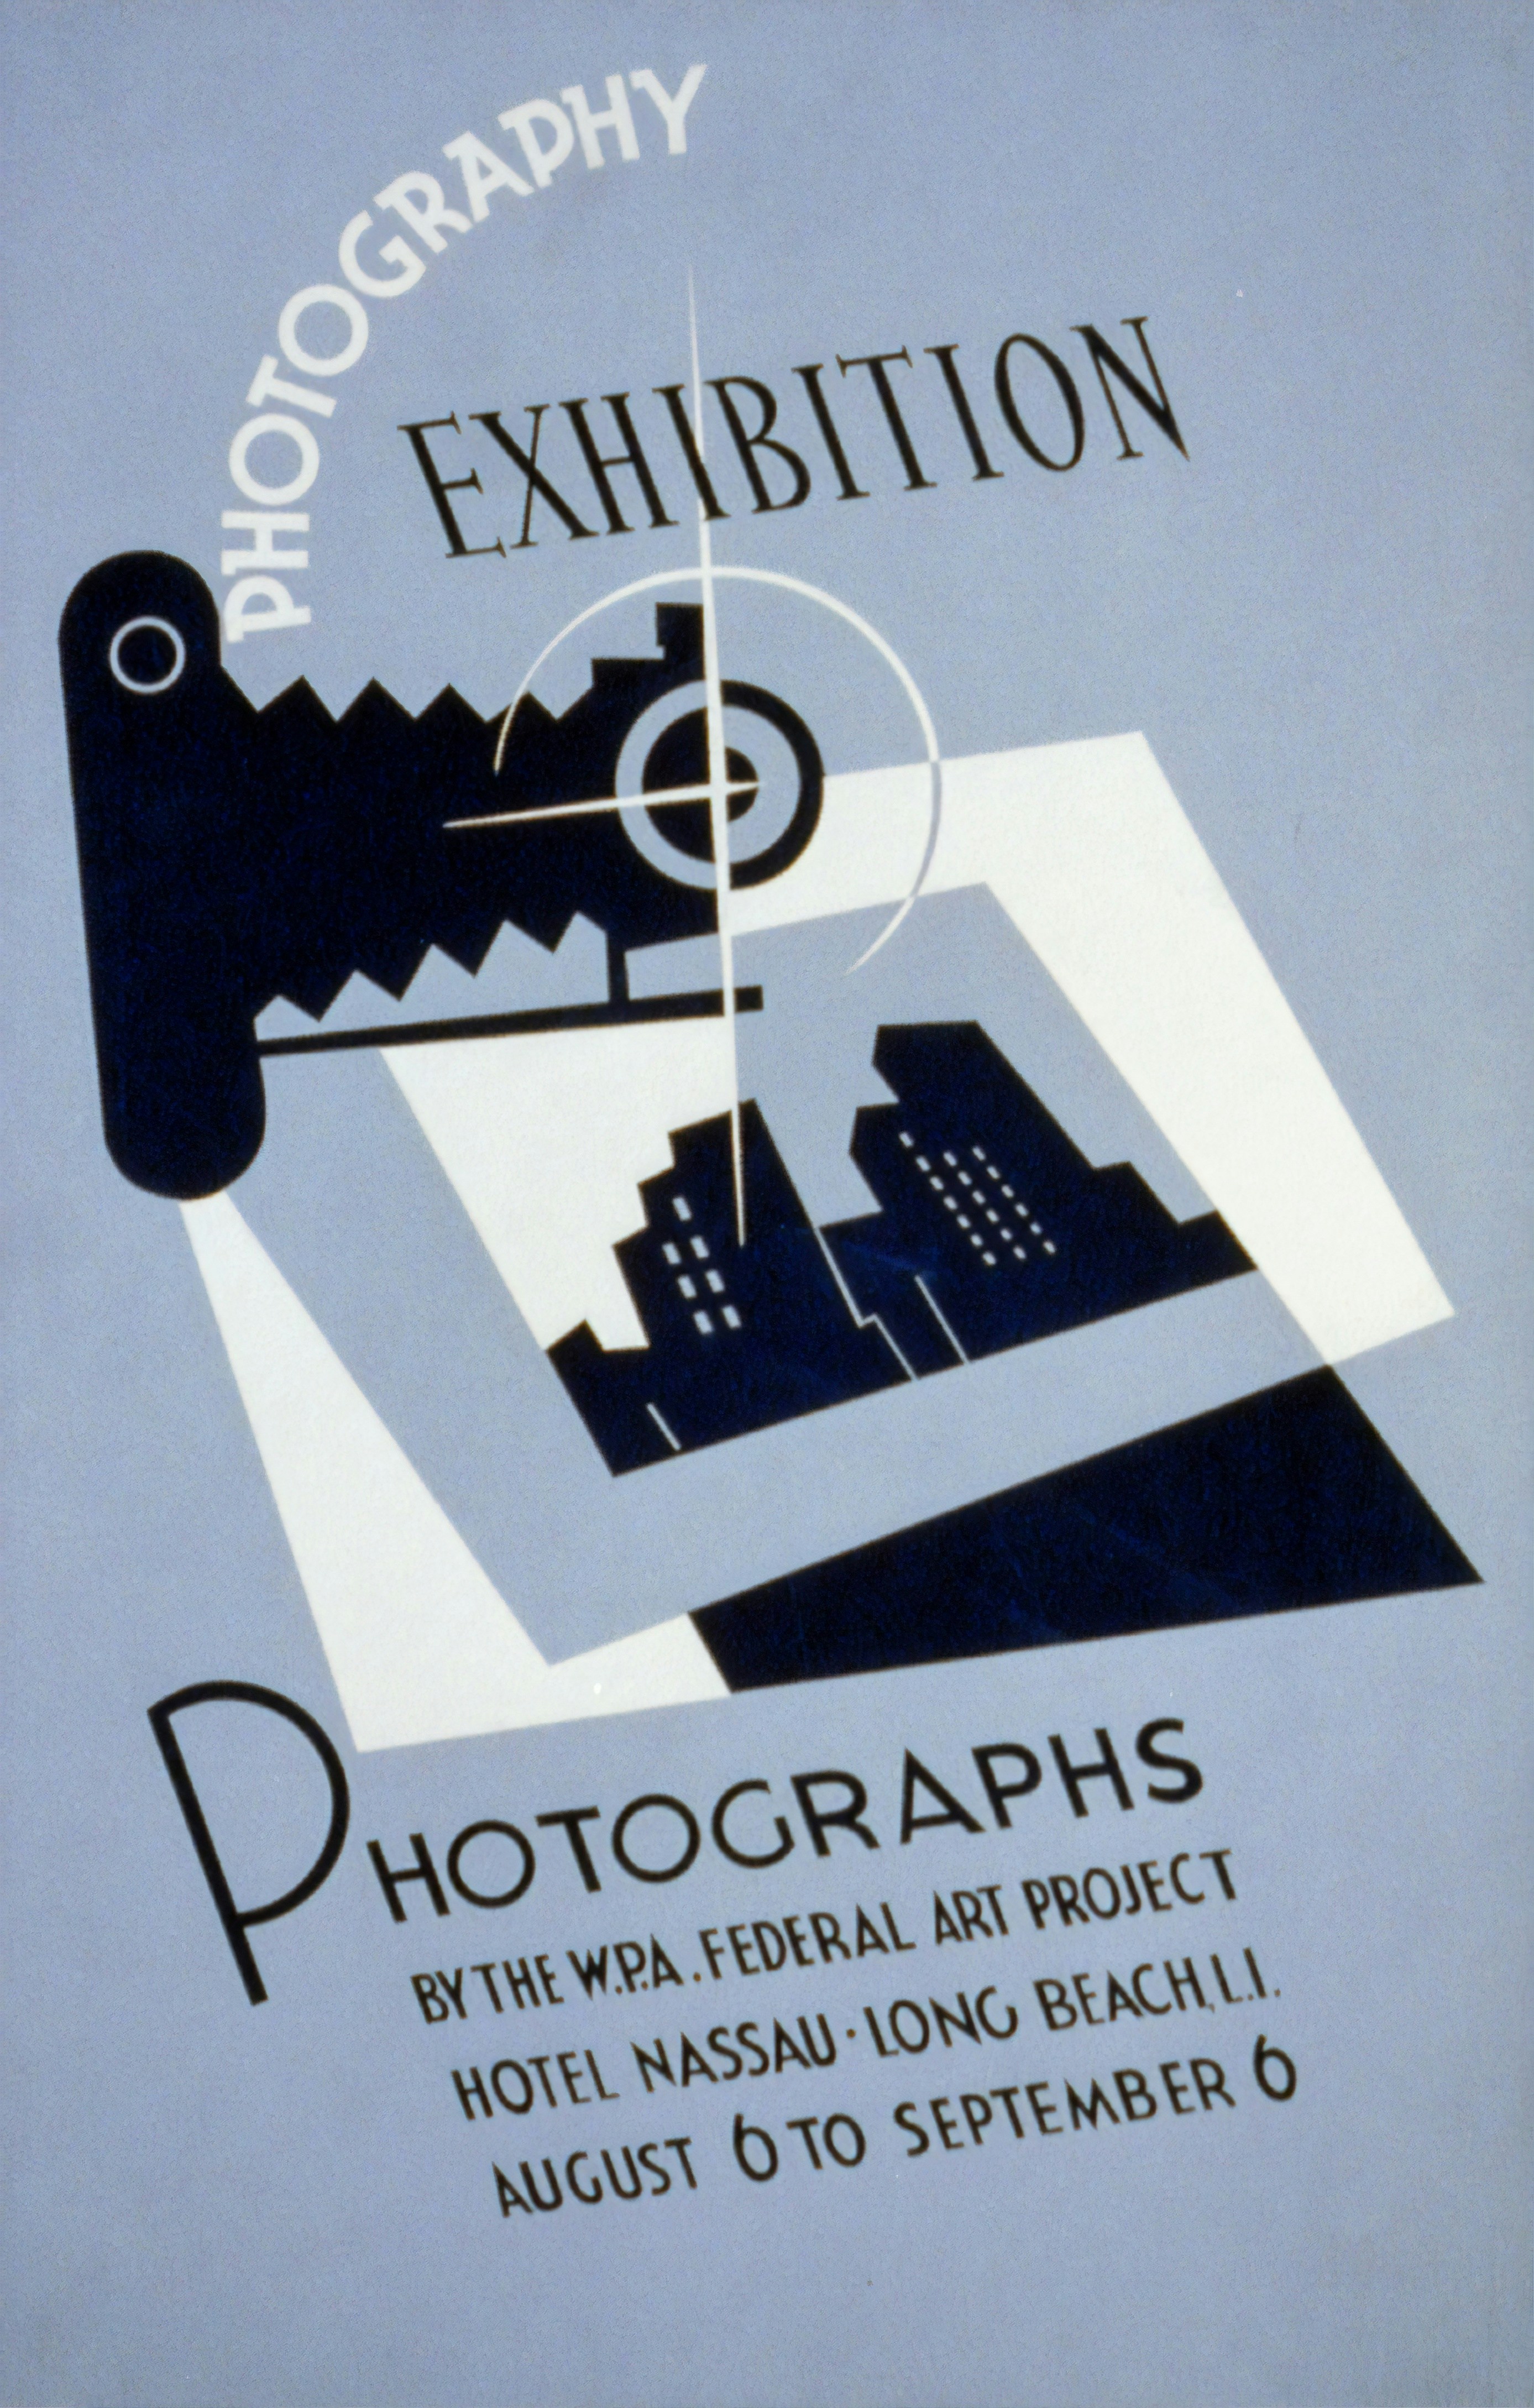 PHOTOGRAPHY
EXHIBITION
PHOTOGRAPHS
BY THE W.P.A. FEDERAL ART PROJECT
HOTEL NASSAU · LONG BEACH, L.I.
AUGUST 6 TO SEPTEMBER 6